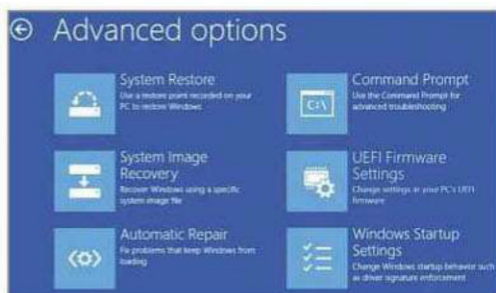 Advanced options
System Restore
Use a restore point recorded on your
PC to restore Windows
Command Prompt
Use the Command Prompt for
advanced troubleshooting
C:\
System Image
Recovery
Recover Windows using a specific
system image file
UEFI Firmware
Settings
Change settings in your PC's UEFI
firmware
Automatic Repair
Fix problems that keep Windows from
loading
Windows Startup
Settings
Change Windows startup behavior such
as driver signature enforcement